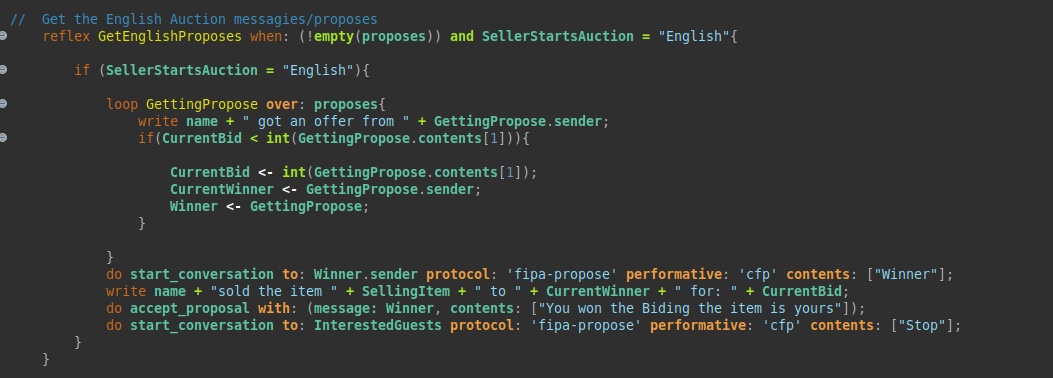 //  Get the English Auction messagies/proposes
    reflex GetEnglishProposes when: (!empty(proposes)) and SellerStartsAuction = "English"{
        if (SellerStartsAuction = "English"){
            loop GettingPropose over: proposes{
                write name + " got an offer from " + GettingPropose.sender;
                if(CurrentBid < int(GettingPropose.contents[1])){
                    CurrentBid <- int(GettingPropose.contents[1]);
                    CurrentWinner <- GettingPropose.sender;
                    Winner <- GettingPropose;
                }
            }
            do start_conversation to: Winner.sender protocol: 'fipa-propose' performative: 'cfp' contents: ["Winner"];
            write name + "sold the item " + SellingItem + " to " + CurrentWinner + " for: " + CurrentBid;
            do accept_proposal with: (message: Winner, contents: ["You won the Biding the item is yours"]);
            do start_conversation to: InterestedGuests protocol: 'fipa-propose' performative: 'cfp' contents: ["Stop"];
        }
    }